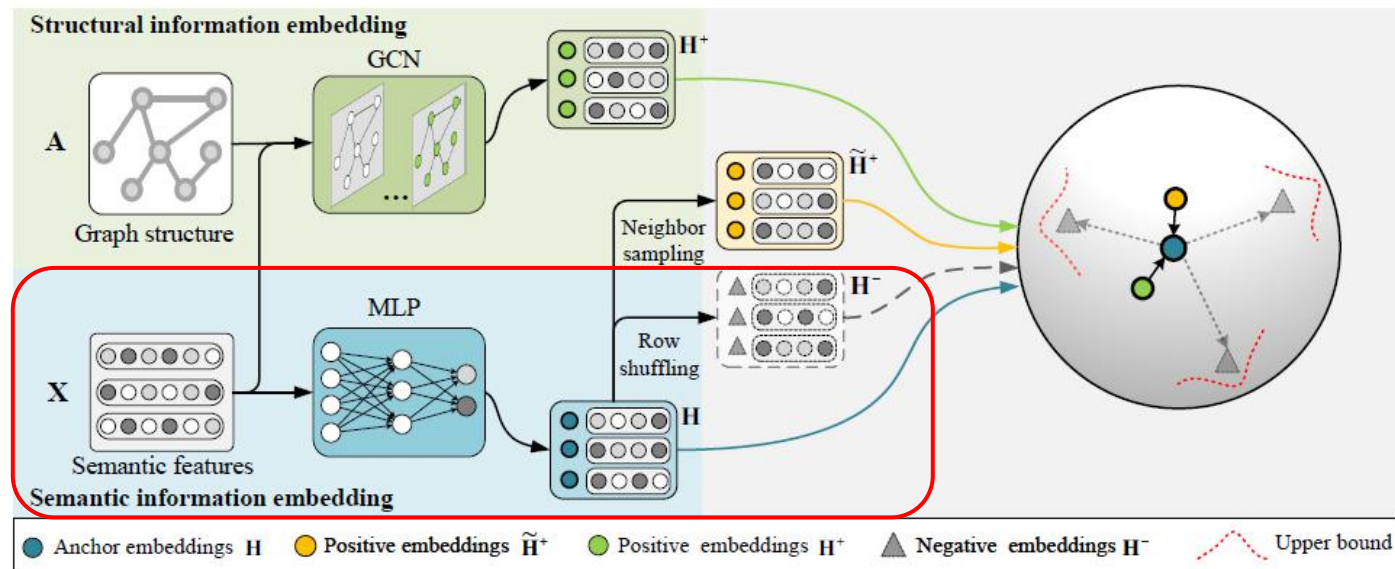 Structural information embedding
GCN
H⁺
A
Graph structure
H̃⁺
Neighbor
sampling
MLP
H⁻
Row
shuffling
X
H
Semantic features
Semantic information embedding
...
Anchor embeddings H
Positive embeddings H̃⁺
Positive embeddings H⁺
Negative embeddings H⁻
Upper bound